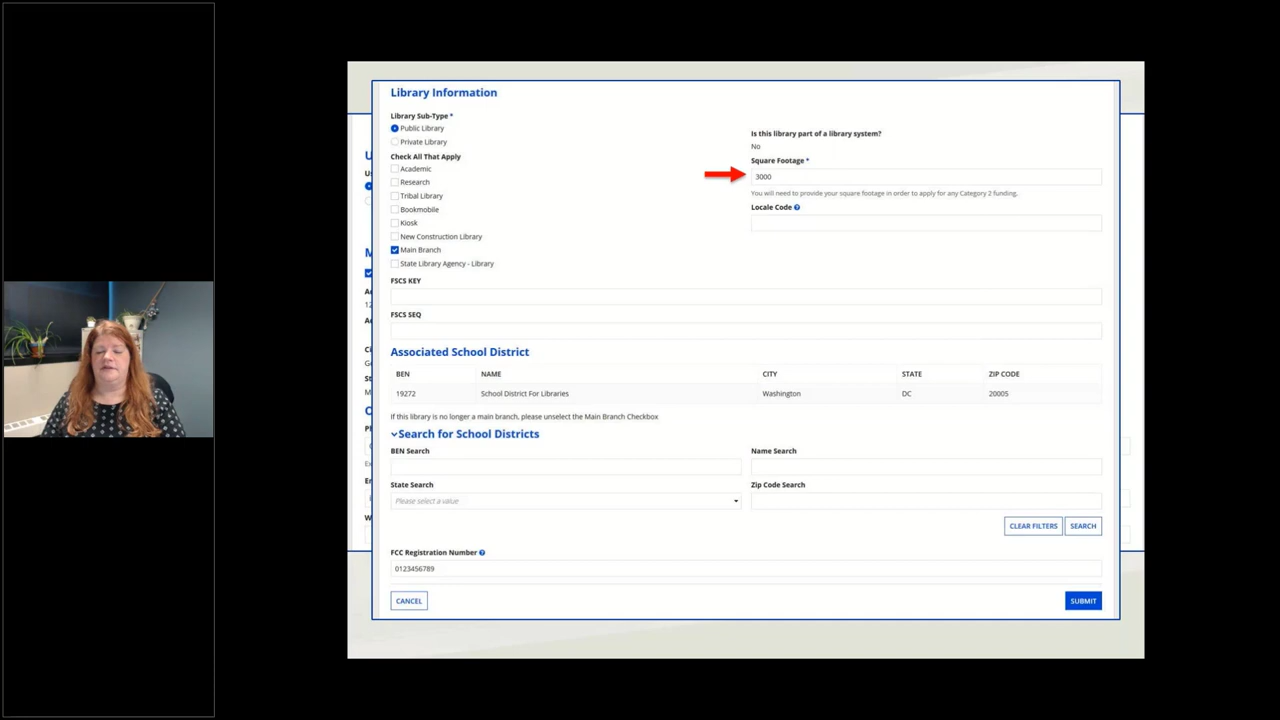 Library Information
Library Sub-Type *
Public Library
Private Library
Check All That Apply
Academic
Research
Tribal Library
Bookmobile
Kiosk
New Construction Library
Main Branch
State Library Agency - Library
Is this library part of a library system?
No
Square Footage *
3000
You will need to provide your square footage in order to apply for any Category 2 funding.
Locale Code
FSCS KEY
FSCS SEQ
Associated School District
BEN NAME CITY STATE ZIP CODE
19272 School District For Libraries Washington DC 20005
If this library is no longer a main branch, please unselect the Main Branch Checkbox
Search for School Districts
BEN Search Name Search
State Search Zip Code Search
Please select a value
CLEAR FILTERS SEARCH
FCC Registration Number
0123456789
CANCEL SUBMIT